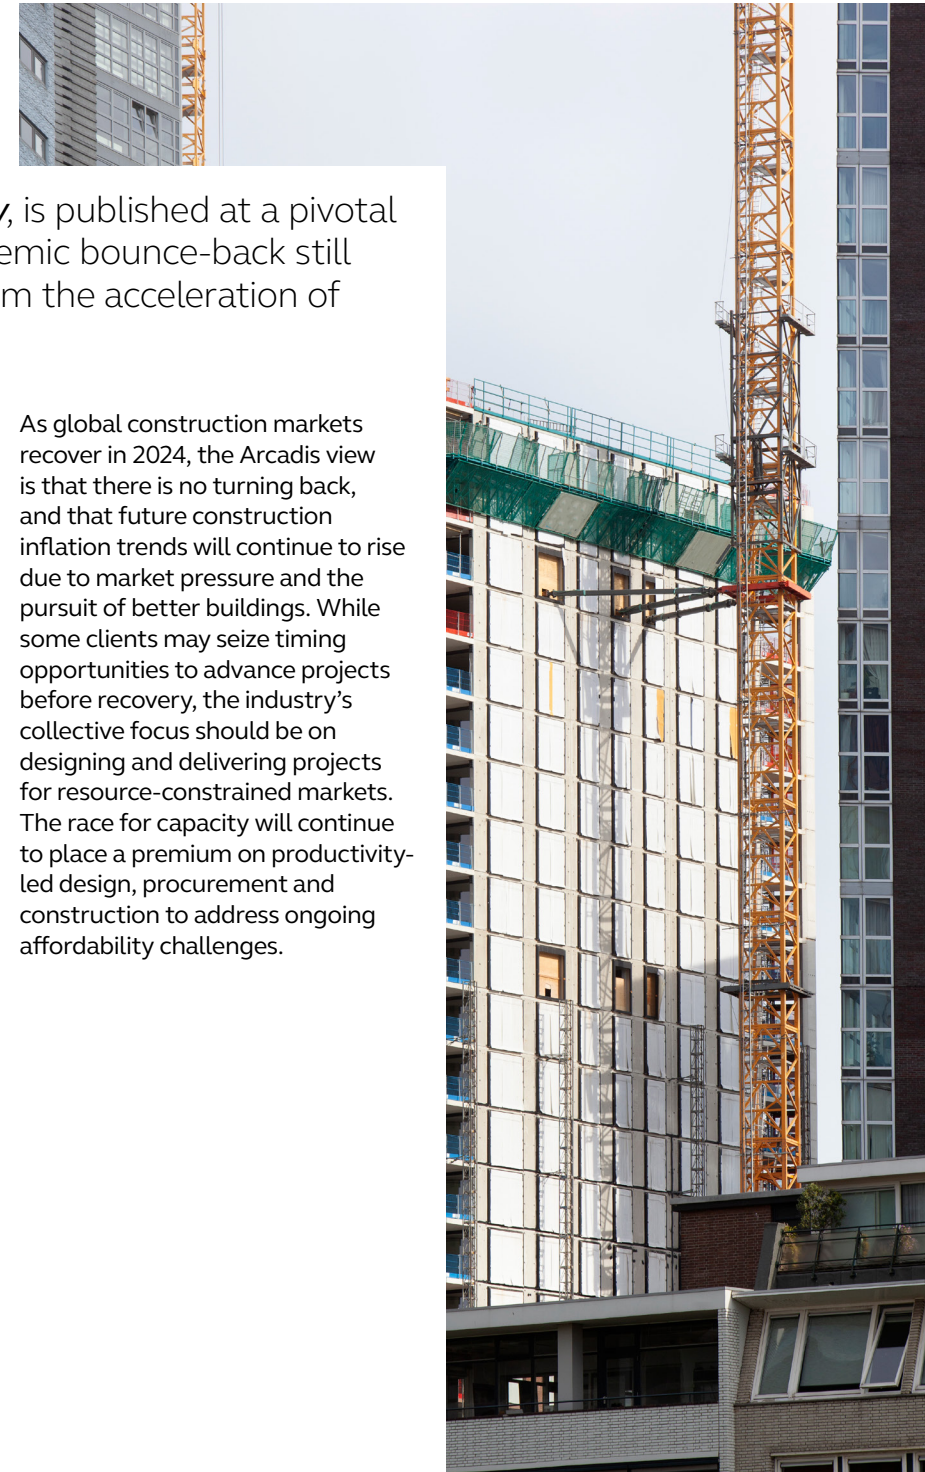 , is published at a pivotal
bounce-back still
the acceleration of
As global construction markets
recover in 2024, the Arcadis view
is that there is no turning back,
and that future construction
inflation trends will continue to rise
due to market pressure and the
pursuit of better buildings. While
some clients may seize timing
opportunities to advance projects
before recovery, the industry’s
collective focus should be on
designing and delivering projects
for resource-constrained markets.
The race for capacity will continue
to place a premium on productivity-
led design, procurement and
construction to address ongoing
affordability challenges.